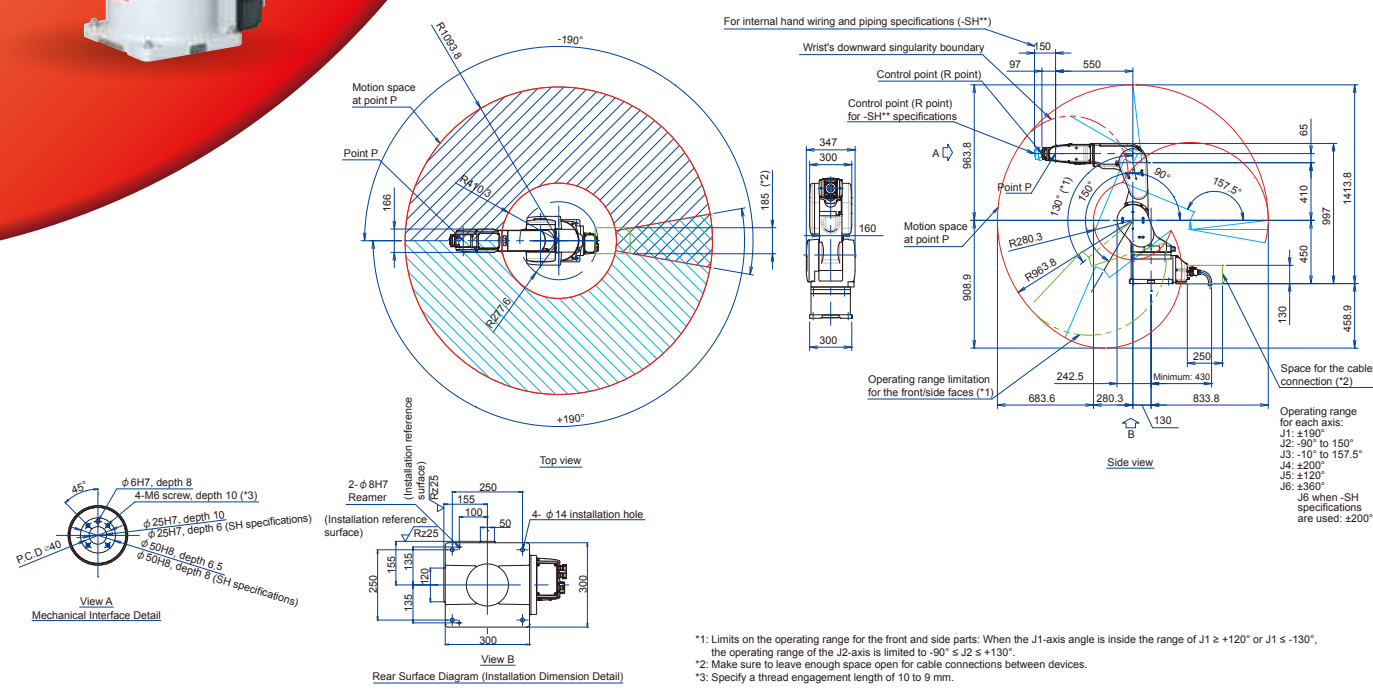 R1093.8
-190°
Motion space
at point P
Point P
R410.3
166
185 (*2)
R277.6
+190°
Top view
For internal hand wiring and piping specifications (-SH**)
150
Wrist's downward singularity boundary
97
550
Control point (R point)
Control point (R point)
for -SH** specifications
A
347
300
160
300
963.8
908.9
65
410
450
997
1413.8
458.9
130
Point P
130° (*1)
150°
90°
157.5°
Motion space
at point P
R280.3
R963.8
Operating range limitation
for the front/side faces (*1)
242.5
Minimum: 430
250
683.6
280.3
130
833.8
B
Side view
Space for the cable
connection (*2)
Operating range
for each axis:
J1: ±190°
J2: -90° to 150°
J3: -10° to 157.5°
J4: ±200°
J5: ±120°
J6: ±360°
J6 when -SH
specifications
are used: ±200°
45°
ϕ6H7, depth 8
4-M6 screw, depth 10 (*3)
ϕ25H7, depth 10
ϕ25H7, depth 6 (SH specifications)
P.C.D ⌀40
ϕ50H8, depth 6.5
ϕ50H8, depth 8 (SH specifications)
View A
Mechanical Interface Detail
2- ϕ8H7
Reamer
(Installation reference
surface)
Rz25
(Installation reference
surface)
Rz25
250
155
100
50
4- ϕ14 installation hole
250
155
135
120
135
300
300
View B
Rear Surface Diagram (Installation Dimension Detail)
*1: Limits on the operating range for the front and side parts: When the J1-axis angle is inside the range of J1 ≥ +120° or J1 ≤ -130°,
the operating range of the J2-axis is limited to -90° ≤ J2 ≤ +130°.
*2: Make sure to leave enough space open for cable connections between devices.
*3: Specify a thread engagement length of 10 to 9 mm.